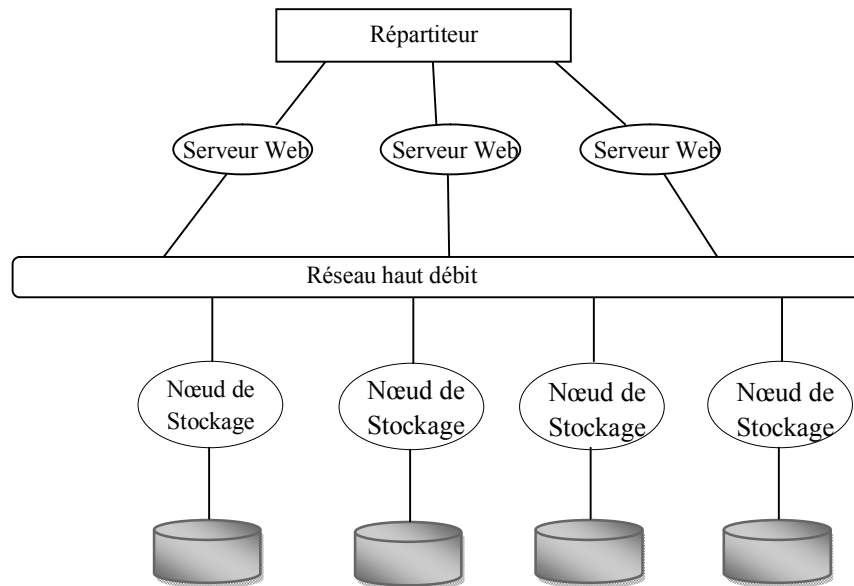 Répartiteur
Serveur Web
Serveur Web
Serveur Web
Réseau haut débit
Nœud de
Stockage
Nœud de
Stockage
Nœud de
Stockage
Nœud de
Stockage